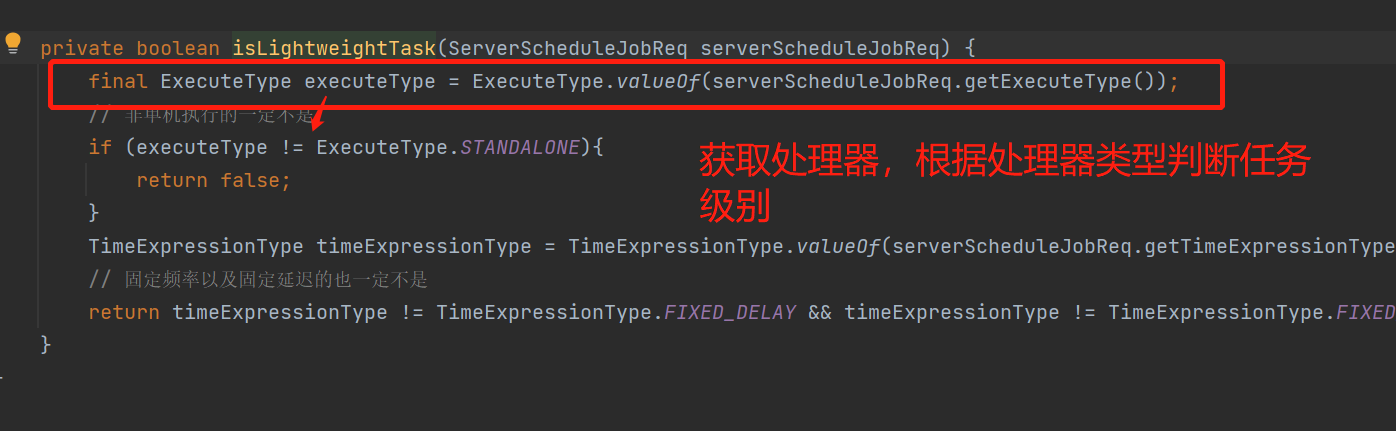 private boolean isLightweightTask(ServerScheduleJobReq serverScheduleJobReq) {
final ExecuteType executeType = ExecuteType.valueOf(serverScheduleJobReq.getExecuteType());
// 非单机执行的一定不是
if (executeType != ExecuteType.STANDALONE){
return false;
}
获取处理器，根据处理器类型判断任务
级别
TimeExpressionType timeExpressionType = TimeExpressionType.valueOf(serverScheduleJobReq.getTimeExpressionType
// 固定频率以及固定延迟的也一定不是
return timeExpressionType != TimeExpressionType.FIXED_DELAY && timeExpressionType != TimeExpressionType.FIXED
}